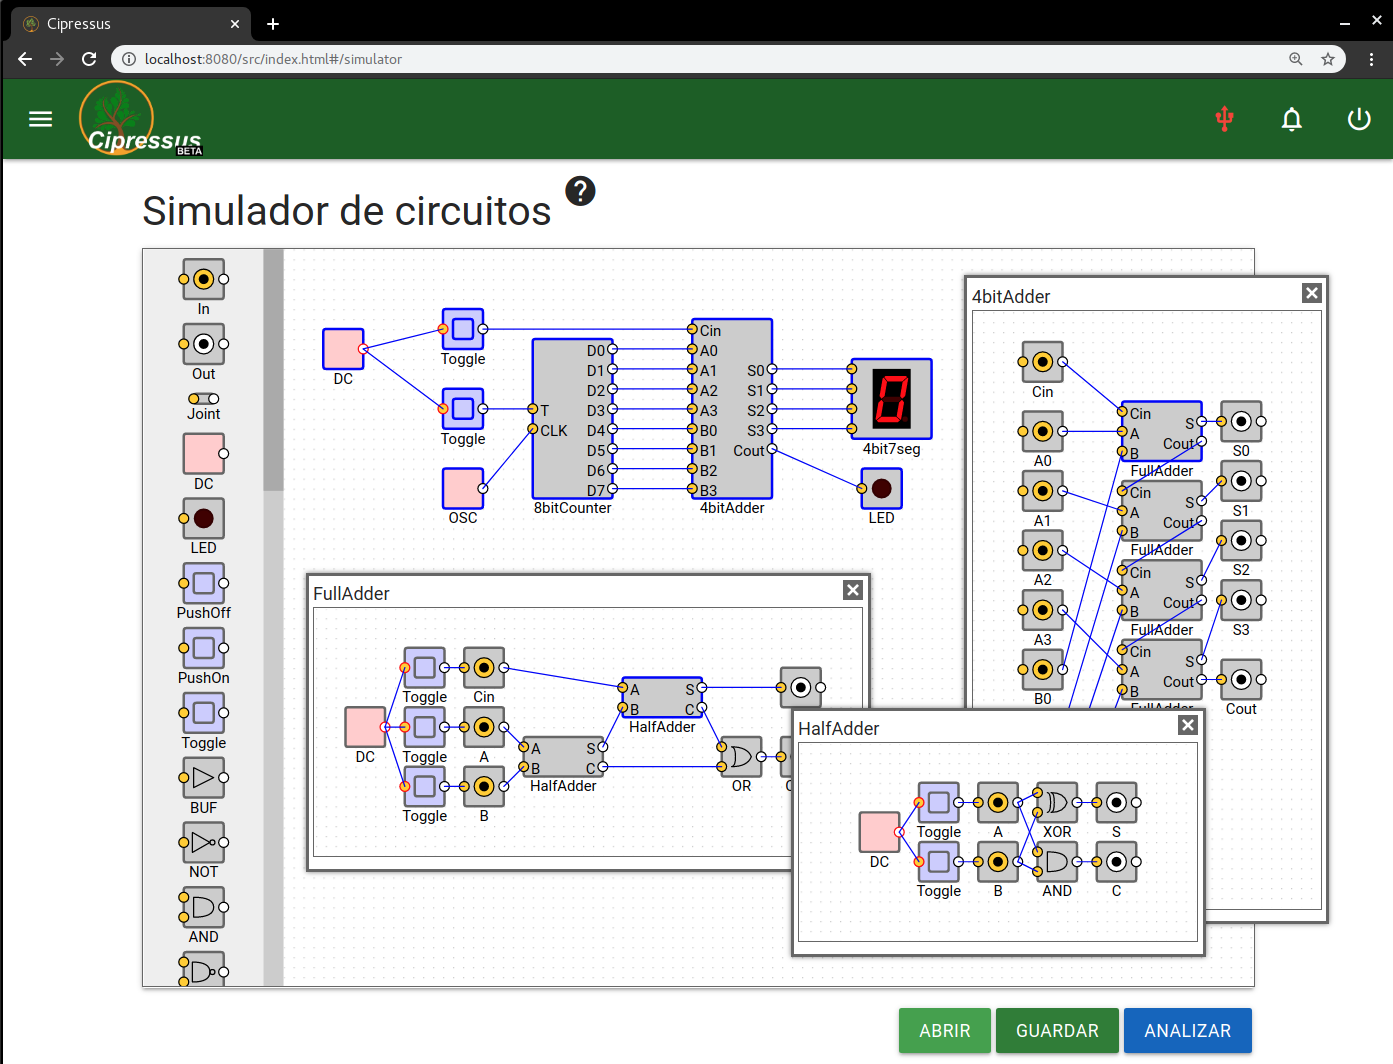 Cipressus
localhost:8080/src/index.html#/simulator
Cipressus
BETA
Simulador de circuitos
In
Out
Joint
DC
LED
PushOff
PushOn
Toggle
BUF
NOT
AND
DC
Toggle
Toggle
OSC
T
CLK
D0
D1
D2
D3
D4
D5
D6
D7
8bitCounter
Cin
A0
A1
A2
A3
B0
B1
B2
B3
S0
S1
S2
S3
Cout
4bitAdder
0
4bit7seg
LED
4bitAdder
Cin
A0
A1
A2
A3
B0
Cin
A
B
S
Cout
FullAdder
Cin
A
B
S
Cout
FullAdder
Cin
A
B
S
Cout
FullAdder
Cin
A
B
S
Cout
FullAdder
S0
S1
S2
S3
Cout
FullAdder
DC
Toggle
Toggle
Toggle
Cin
A
B
A
B
S
C
HalfAdder
A
B
S
C
HalfAdder
OR
HalfAdder
DC
Toggle
Toggle
A
B
XOR
AND
S
C
ABRIR
GUARDAR
ANALIZAR